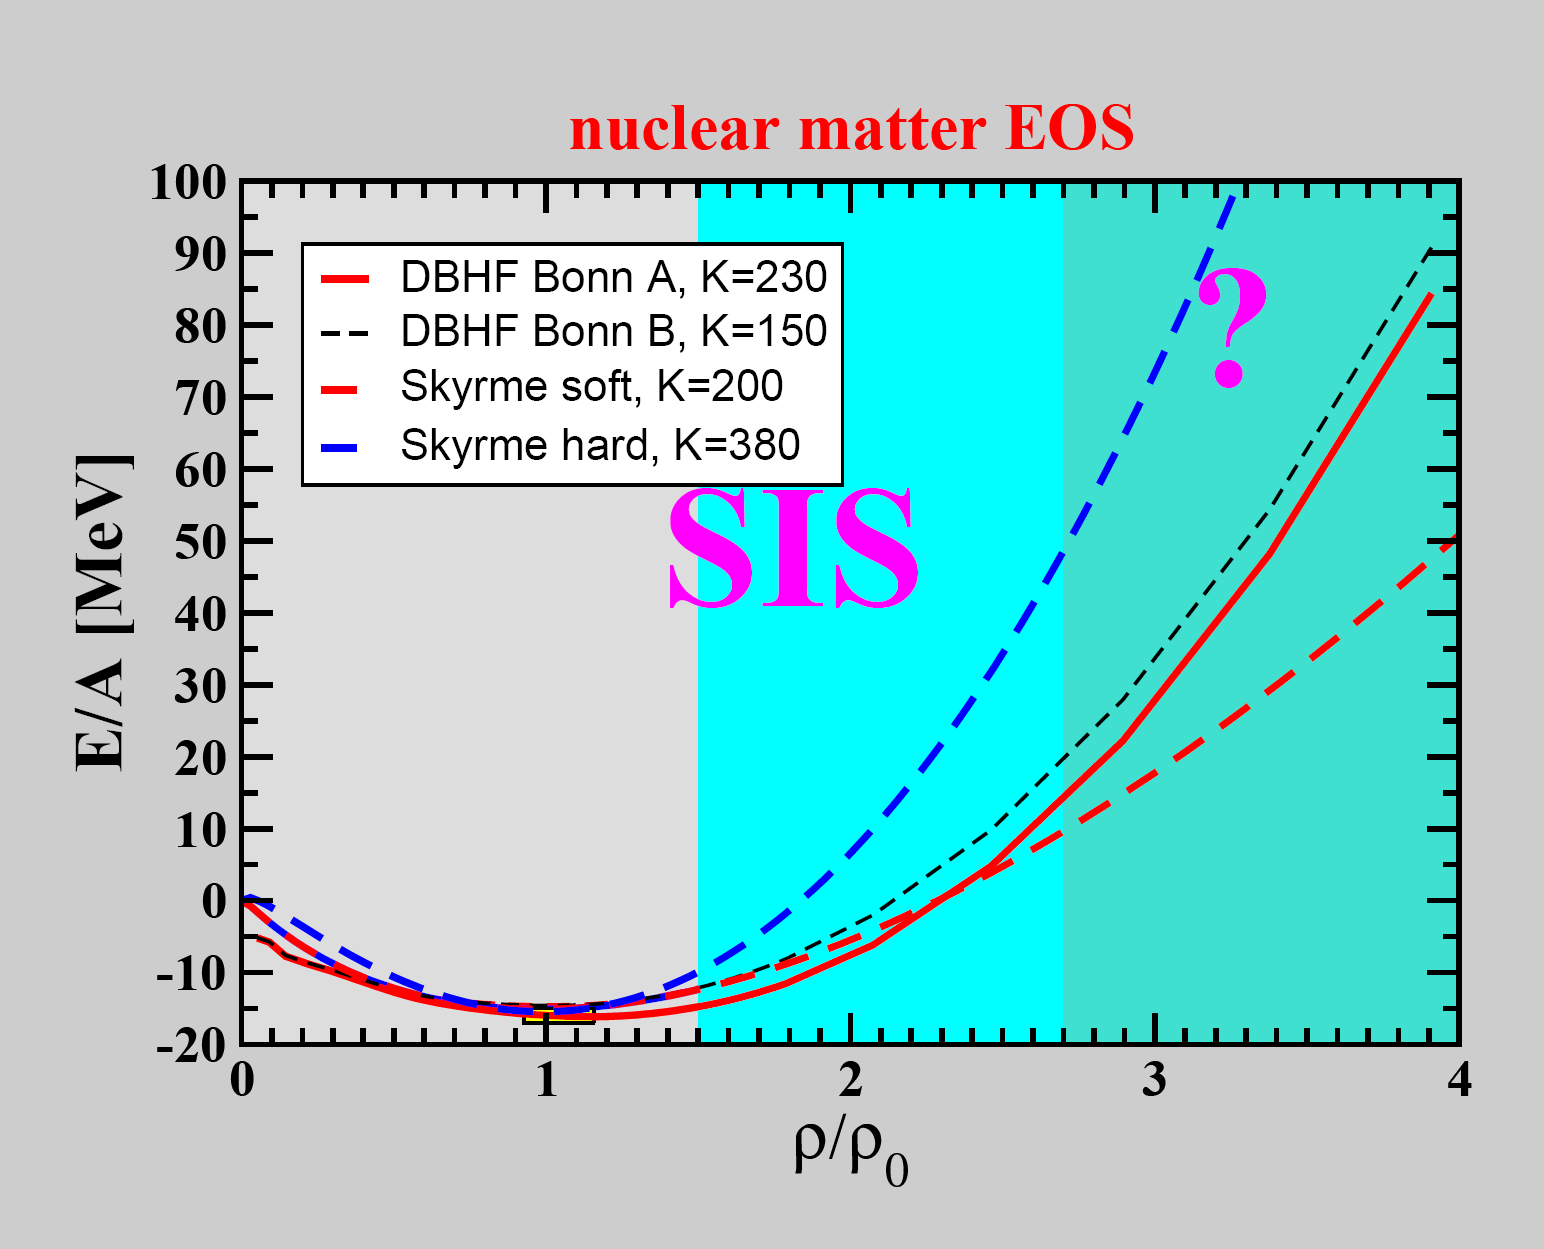 nuclear matter EOS
100
90
80
70
60
50
40
30
20
10
0
-10
-20
E/A [MeV]
DBHF Bonn A, K=230
DBHF Bonn B, K=150
Skyrme soft, K=200
Skyrme hard, K=380
?
SIS
0 1 2 3 4
ρ/ρ0